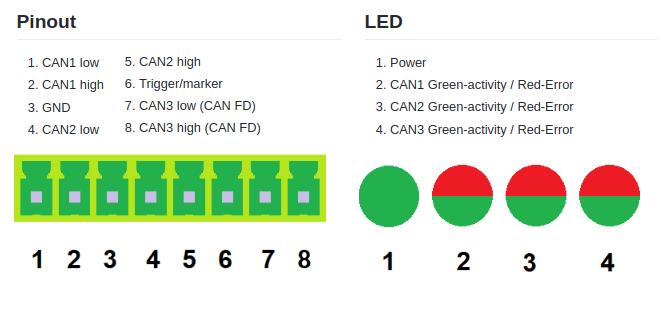 Pinout
1. CAN1 low
2. CAN1 high
3. GND
4. CAN2 low
5. CAN2 high
6. Trigger/marker
7. CAN3 low (CAN FD)
8. CAN3 high (CAN FD)
1 2 3 4 5 6 7 8
LED
1. Power
2. CAN1 Green-activity / Red-Error
3. CAN2 Green-activity / Red-Error
4. CAN3 Green-activity / Red-Error
1 2 3 4